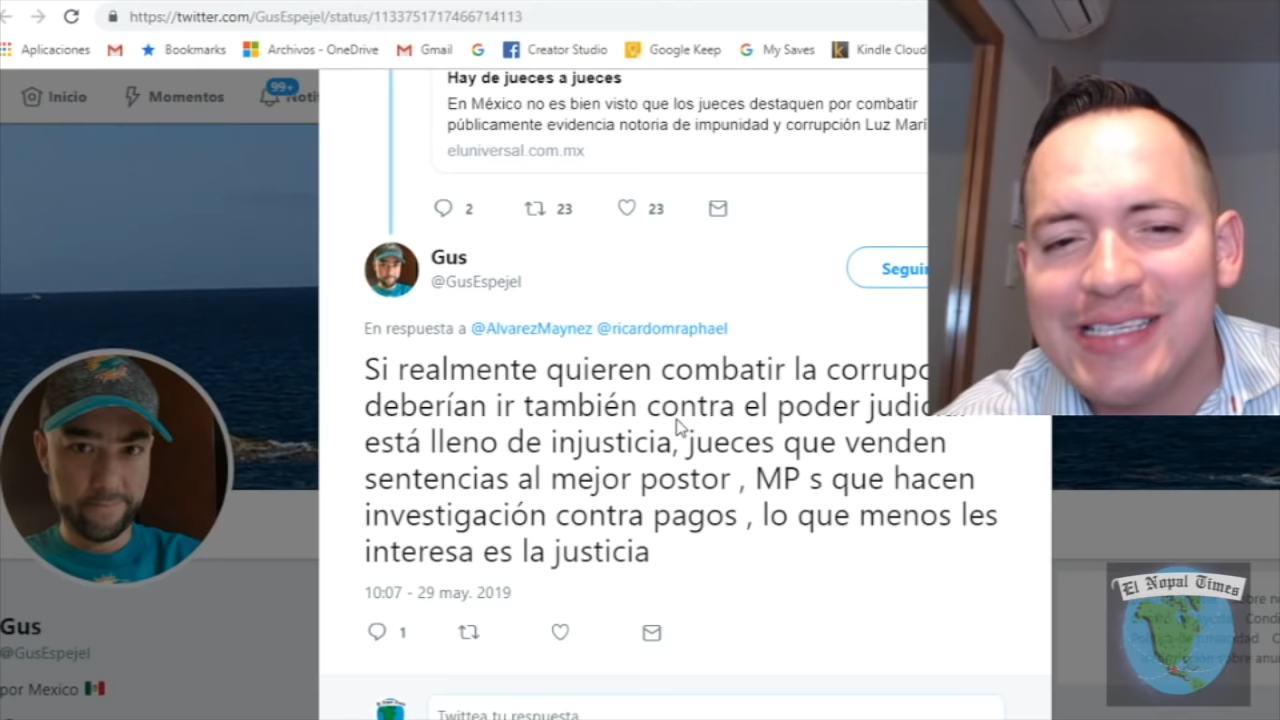 https://twitter.com/GusEspejel/status/1133751717466714113
Aplicaciones
Bookmarks
Archivos - OneDrive
Gmail
Creator Studio
Google Keep
My Saves
Kindle Cloud
Inicio
Momentos
99+
Noti
Hay de jueces a jueces
En México no es bien visto que los jueces destaquen por combatir
públicamente evidencia notoria de impunidad y corrupción Luz Marí
eluniversal.com.mx
2
23
23
Gus
@GusEspejel
Seguir
En respuesta a @AlvarezMaynez @ricardomraphael
Si realmente quieren combatir la corrupc
deberían ir también contra el poder judicial
está lleno de injusticia, jueces que venden
sentencias al mejor postor , MP s que hacen
investigación contra pagos , lo que menos les
interesa es la justicia
10:07 - 29 may. 2019
1
Twittea tu respuesta
Gus
@GusEspejel
por Mexico
El Nopal Times